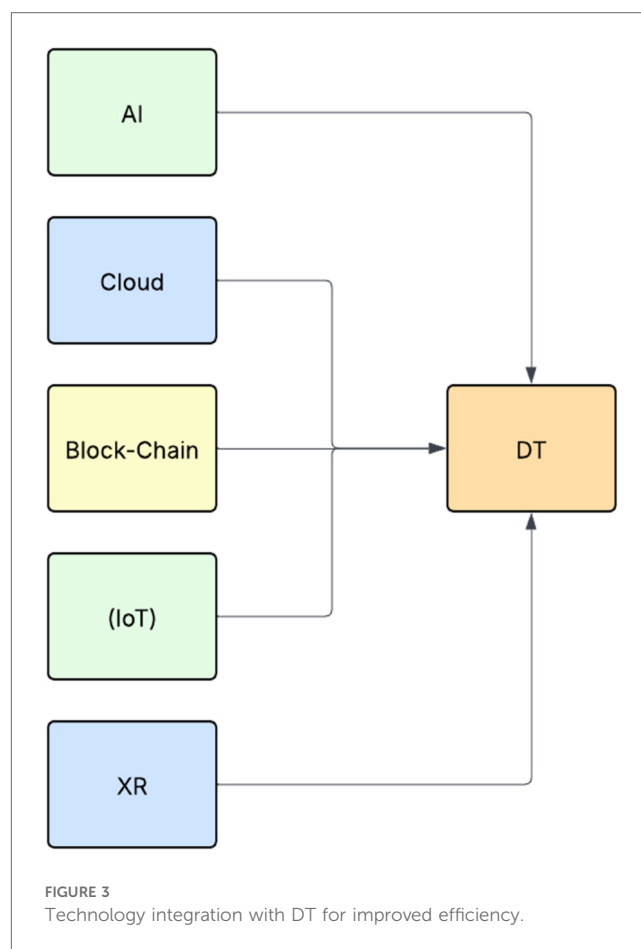 AI
Cloud
Block-Chain
DT
(IoT)
XR
FIGURE 3
Technology integration with DT for improved efficiency.